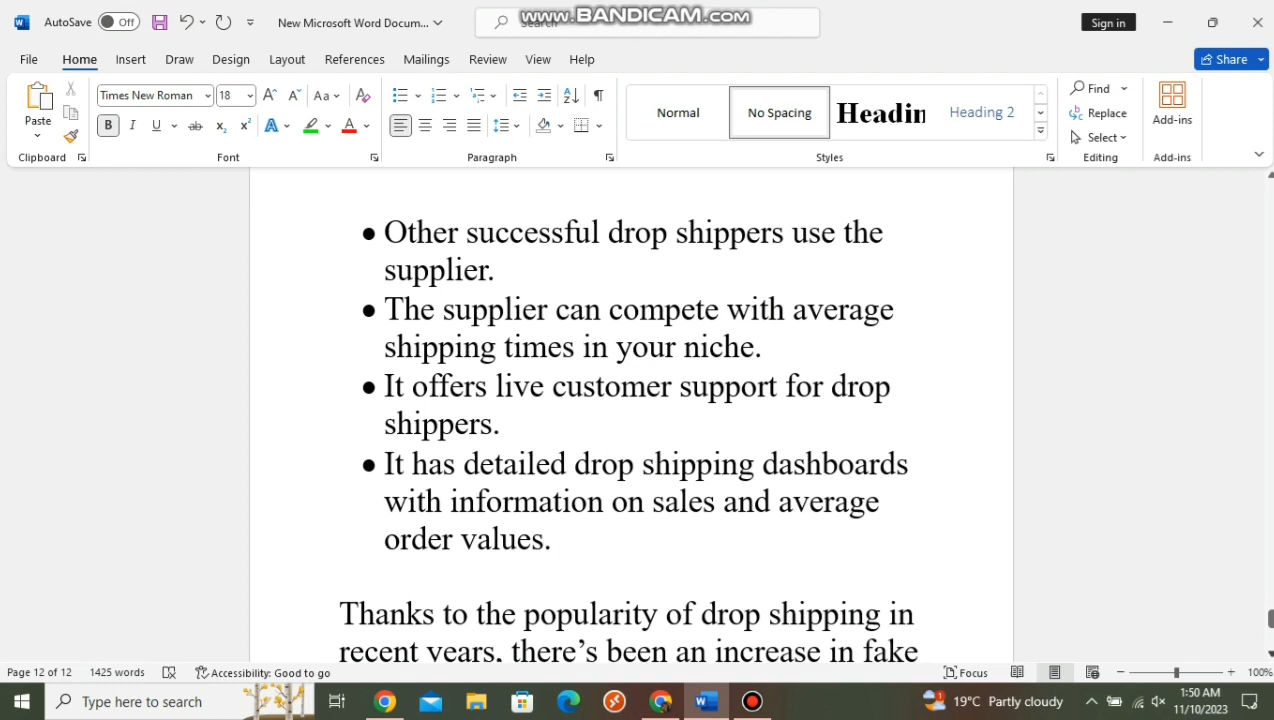 www.BANDICAM.com
AutoSave Off New Microsoft Word Docum... Search Sign in
File Home Insert Draw Design Layout References Mailings Review View Help Share
Paste Times New Roman 18 Aa Normal No Spacing Headin Heading 2 Find Replace Select Add-ins
Clipboard Font Paragraph Styles Editing Add-ins
• Other successful drop shippers use the
supplier.
• The supplier can compete with average
shipping times in your niche.
• It offers live customer support for drop
shippers.
• It has detailed drop shipping dashboards
with information on sales and average
order values.
Thanks to the popularity of drop shipping in
recent years, there’s been an increase in fake
Page 12 of 12 1425 words Accessibility: Good to go Focus 100%
Type here to search 19°C Partly cloudy 1:50 AM
11/10/2023